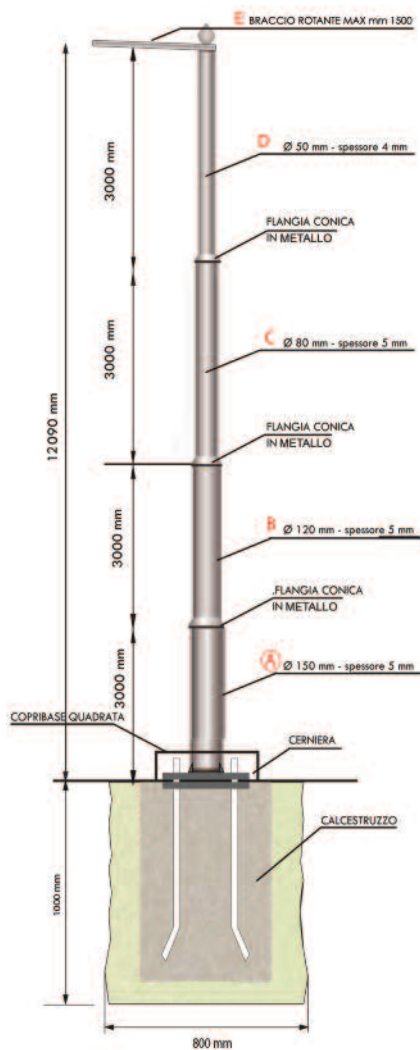 E BRACCIO ROTANTE MAX mm 1500
3000 mm
D Ø 50 mm - spessore 4 mm
FLANGIA CONICA
IN METALLO
3000 mm
C Ø 80 mm - spessore 5 mm
12090 mm
FLANGIA CONICA
IN METALLO
3000 mm
B Ø 120 mm - spessore 5 mm
.FLANGIA CONICA
IN METALLO
3000 mm
A Ø 150 mm - spessore 5 mm
COPRIBASE QUADRATA
CERNIERA
CALCESTRUZZO
1000 mm
800 mm